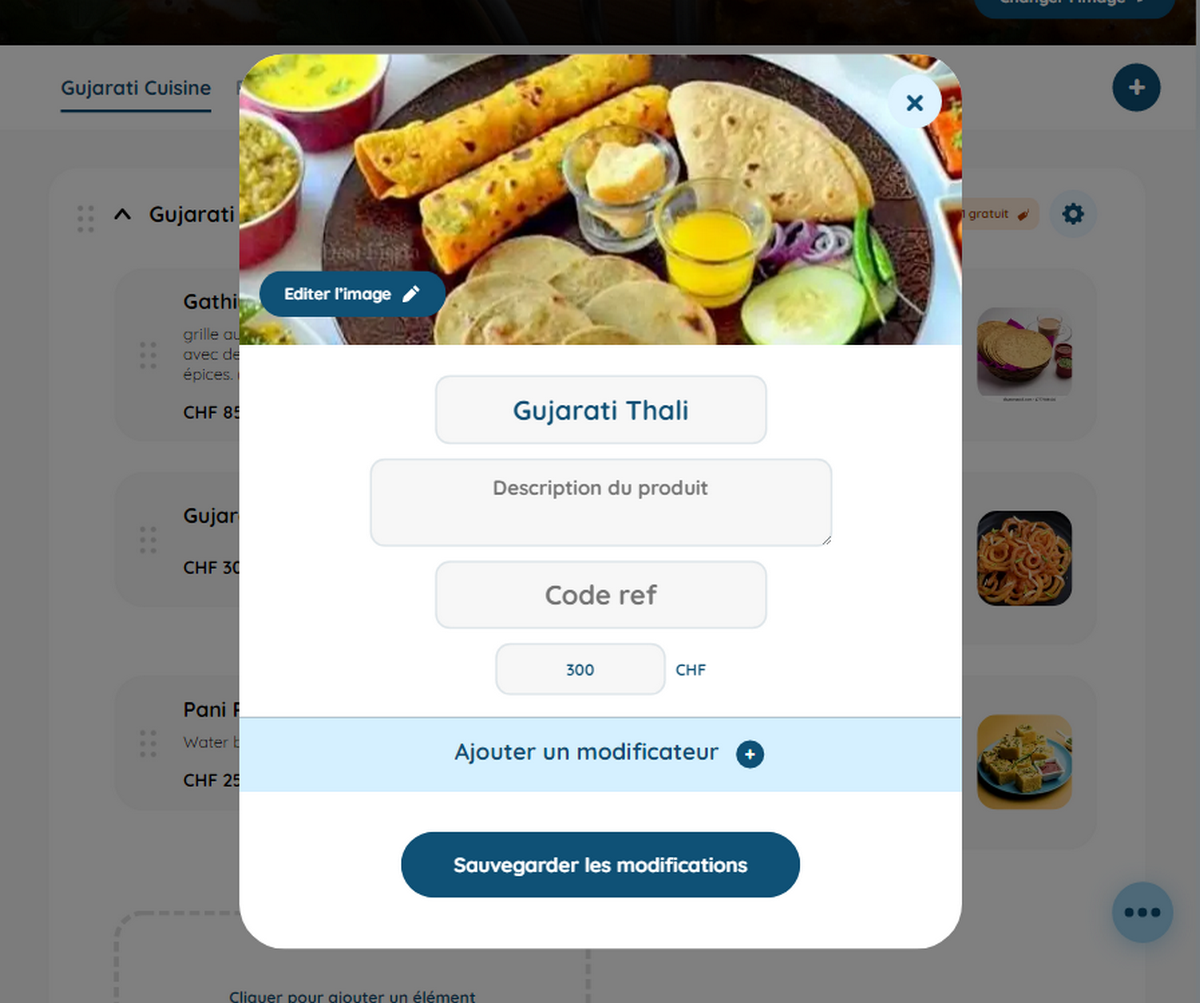 Changer l'image
Gujarati Cuisine
Gujarati
1 gratuit
Editer l'image
Gathi
grille au
avec de
épices.
CHF 85
Gujarati Thali
Description du produit
Gujar
Code ref
CHF 30
300 CHF
Pani P
Water b
CHF 25
Ajouter un modificateur
Sauvegarder les modifications
Cliquer pour ajouter un élément